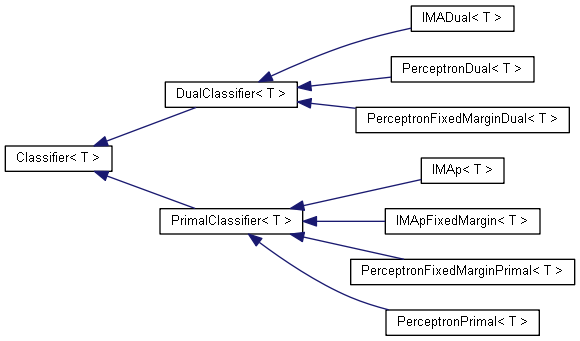 IMADual< T >
PerceptronDual< T >
DualClassifier< T >
PerceptronFixedMarginDual< T >
Classifier< T >
IMAp< T >
PrimalClassifier< T >
IMApFixedMargin< T >
PerceptronFixedMarginPrimal< T >
PerceptronPrimal< T >